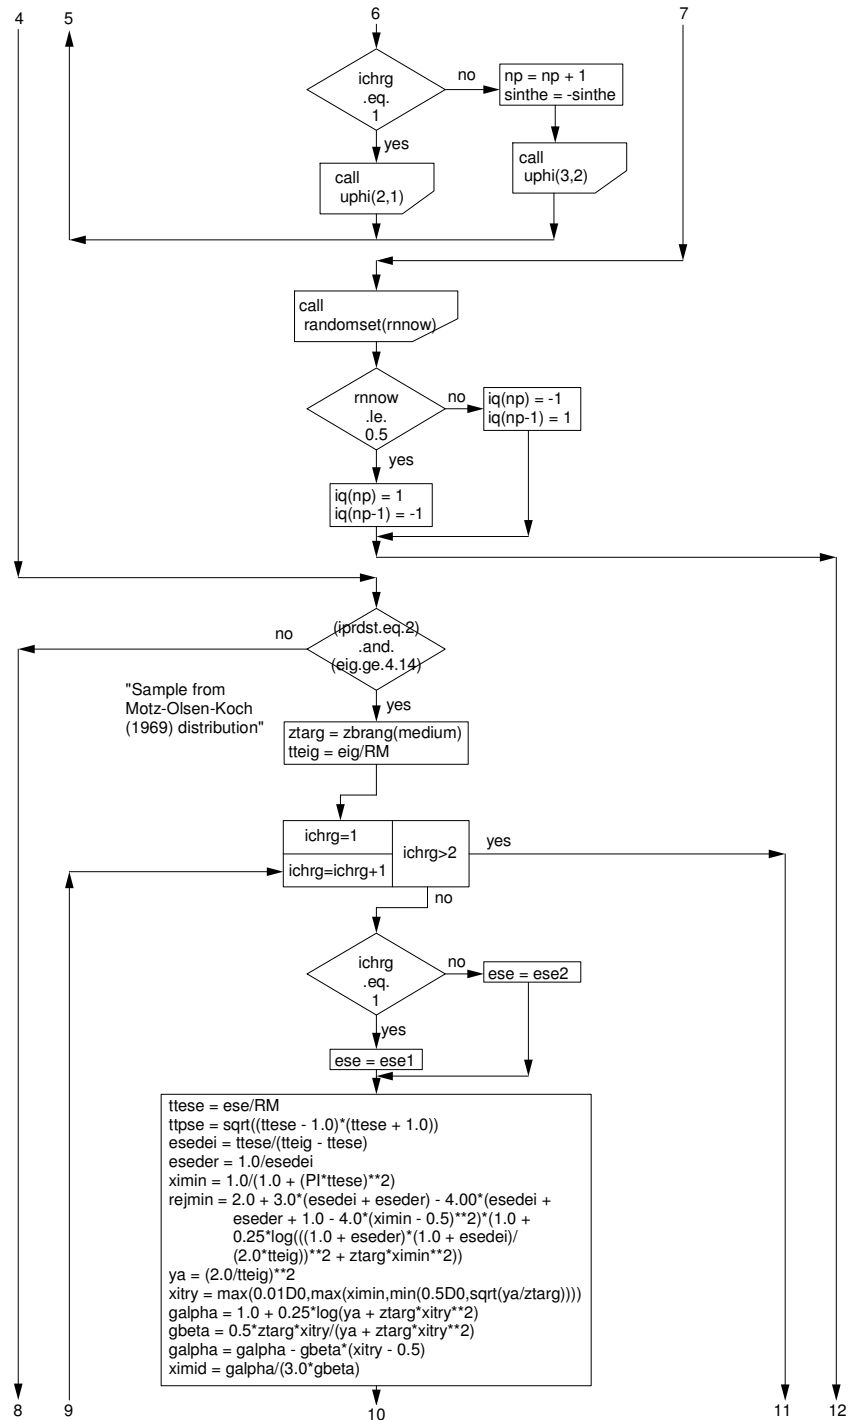 4
5
6
7
ichrg
.eq.
1
no
np = np + 1
sinthe = -sinthe
yes
call
uphi(2,1)
call
uphi(3,2)
call
randomset(rnnow)
rnnow
.le.
0.5
no
iq(np) = -1
iq(np-1) = 1
yes
iq(np) = 1
iq(np-1) = -1
(iprdst.eq.2)
.and.
(eig.ge.4.14)
no
yes
"Sample from
Motz-Olsen-Koch
(1969) distribution"
ztarg = zbrang(medium)
tteig = eig/RM
ichrg=1
ichrg=ichrg+1
ichrg>2
yes
no
ichrg
.eq.
1
no
ese = ese2
yes
ese = ese1
ttese = ese/RM
ttpse = sqrt((ttese - 1.0)*(ttese + 1.0))
esedei = ttese/(tteig - ttese)
eseder = 1.0/esedei
ximin = 1.0/(1.0 + (PI*ttese)**2)
rejmin = 2.0 + 3.0*(esedei + eseder) - 4.00*(esedei +
eseder + 1.0 - 4.0*(ximin - 0.5)**2)*(1.0 +
0.25*log(((1.0 + eseder)*(1.0 + esedei)/
(2.0*tteig))**2 + ztarg*ximin**2))
ya = (2.0/tteig)**2
xitry = max(0.01D0,max(ximin,min(0.5D0,sqrt(ya/ztarg))))
galpha = 1.0 + 0.25*log(ya + ztarg*xitry**2)
gbeta = 0.5*ztarg*xitry/(ya + ztarg*xitry**2)
galpha = galpha - gbeta*(xitry - 0.5)
ximid = galpha/(3.0*gbeta)
8
9
10
11
12